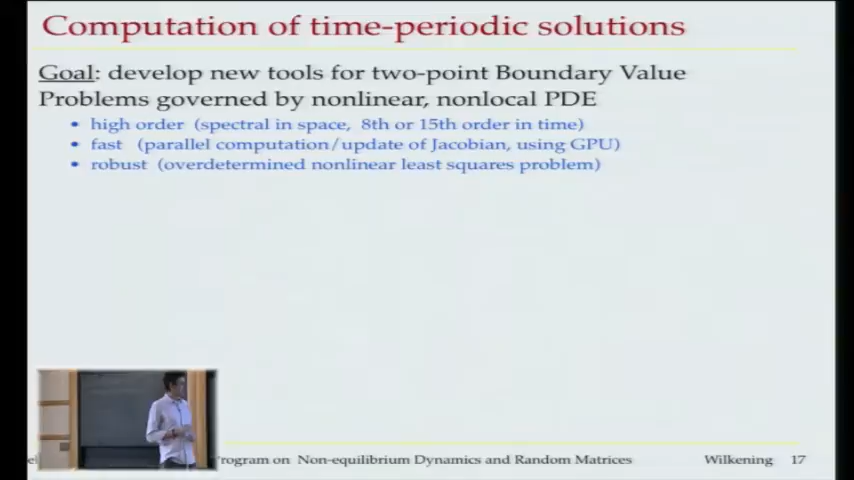 Computation of time-periodic solutions
Goal: develop new tools for two-point Boundary Value
Problems governed by nonlinear, nonlocal PDE
• high order (spectral in space, 8th or 15th order in time)
• fast (parallel computation/update of Jacobian, using GPU)
• robust (overdetermined nonlinear least squares problem)
Program on Non-equilibrium Dynamics and Random Matrices Wilkening 17